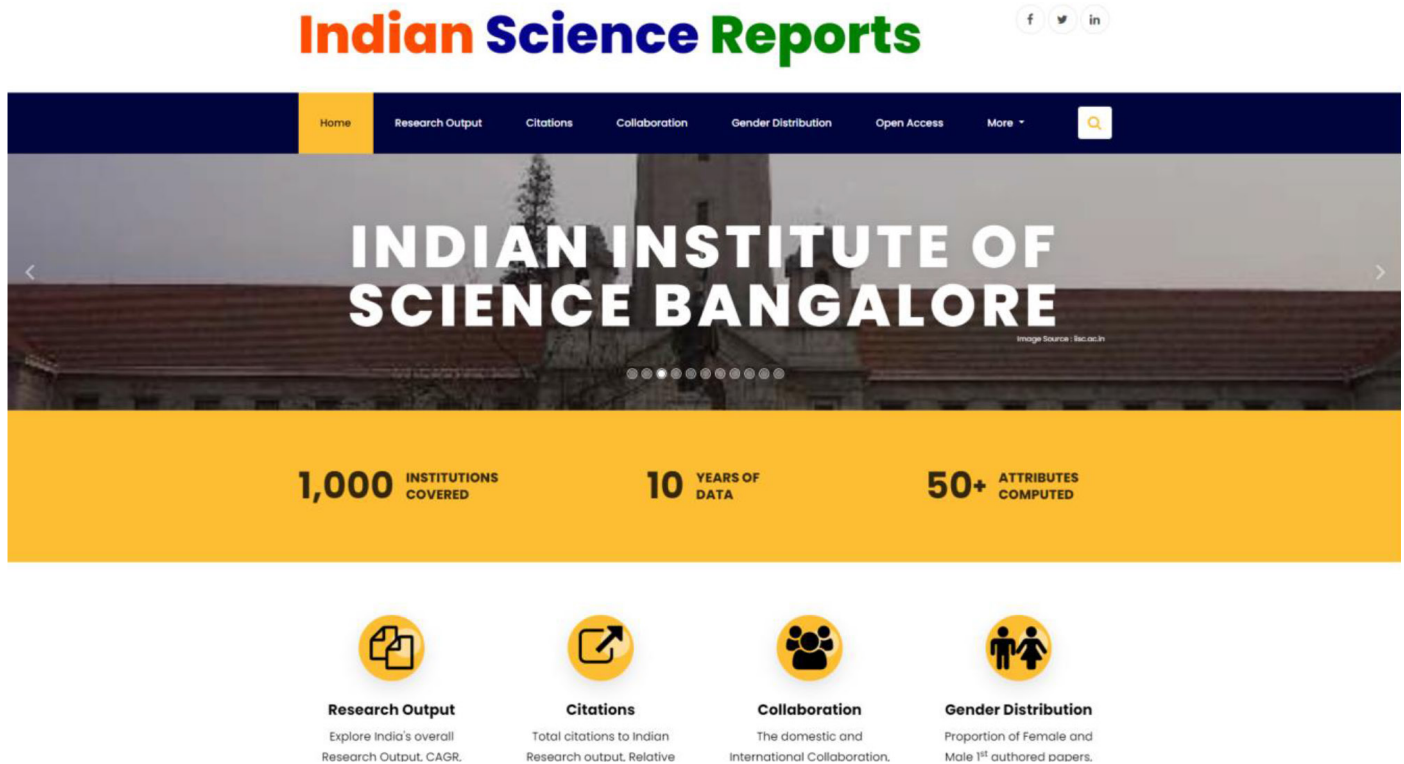 Indian Science Reports
Home Research Output Citations Collaboration Gender Distribution Open Access More
INDIAN INSTITUTE OF
SCIENCE BANGALORE
Image Source : iisc.ac.in
1,000 INSTITUTIONS COVERED
10 YEARS OF DATA
50+ ATTRIBUTES COMPUTED
Research Output
Explore India's overall
Research Output, CAGR,
Citations
Total citations to Indian
Research output, Relative
Collaboration
The domestic and
International Collaboration,
Gender Distribution
Proportion of Female and
Male 1st authored papers,